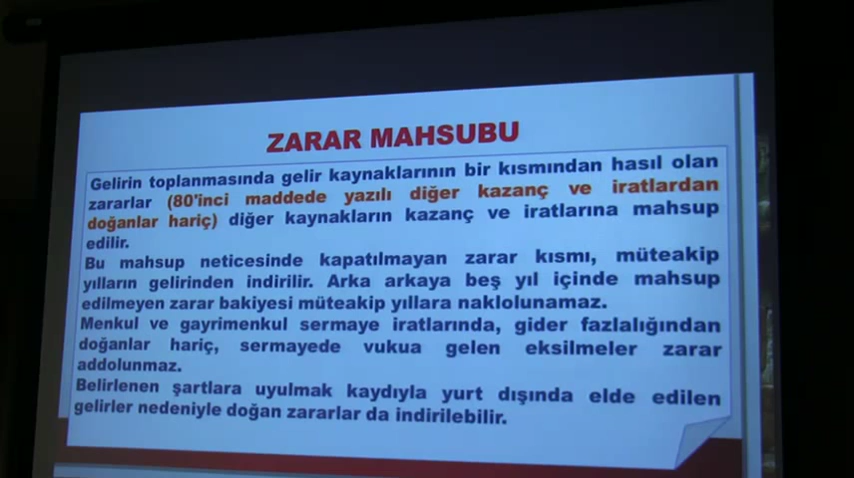 ZARAR MAHSUBU
Gelirin toplanmasında gelir kaynaklarının bir kısmından hasıl olan
zararlar (80'inci maddede yazılı diğer kazanç ve iratlardan
doğanlar hariç) diğer kaynakların kazanç ve iratlarına mahsup
edilir.
Bu mahsup neticesinde kapatılmayan zarar kısmı, müteakip
yılların gelirinden indirilir. Arka arkaya beş yıl içinde mahsup
edilmeyen zarar bakiyesi müteakip yıllara naklolunamaz.
Menkul ve gayrimenkul sermaye iratlarında, gider fazlalığından
doğanlar hariç, sermayede vukua gelen eksilmeler zarar
addolunmaz.
Belirlenen şartlara uyulmak kaydıyla yurt dışında elde edilen
gelirler nedeniyle doğan zararlar da indirilebilir.